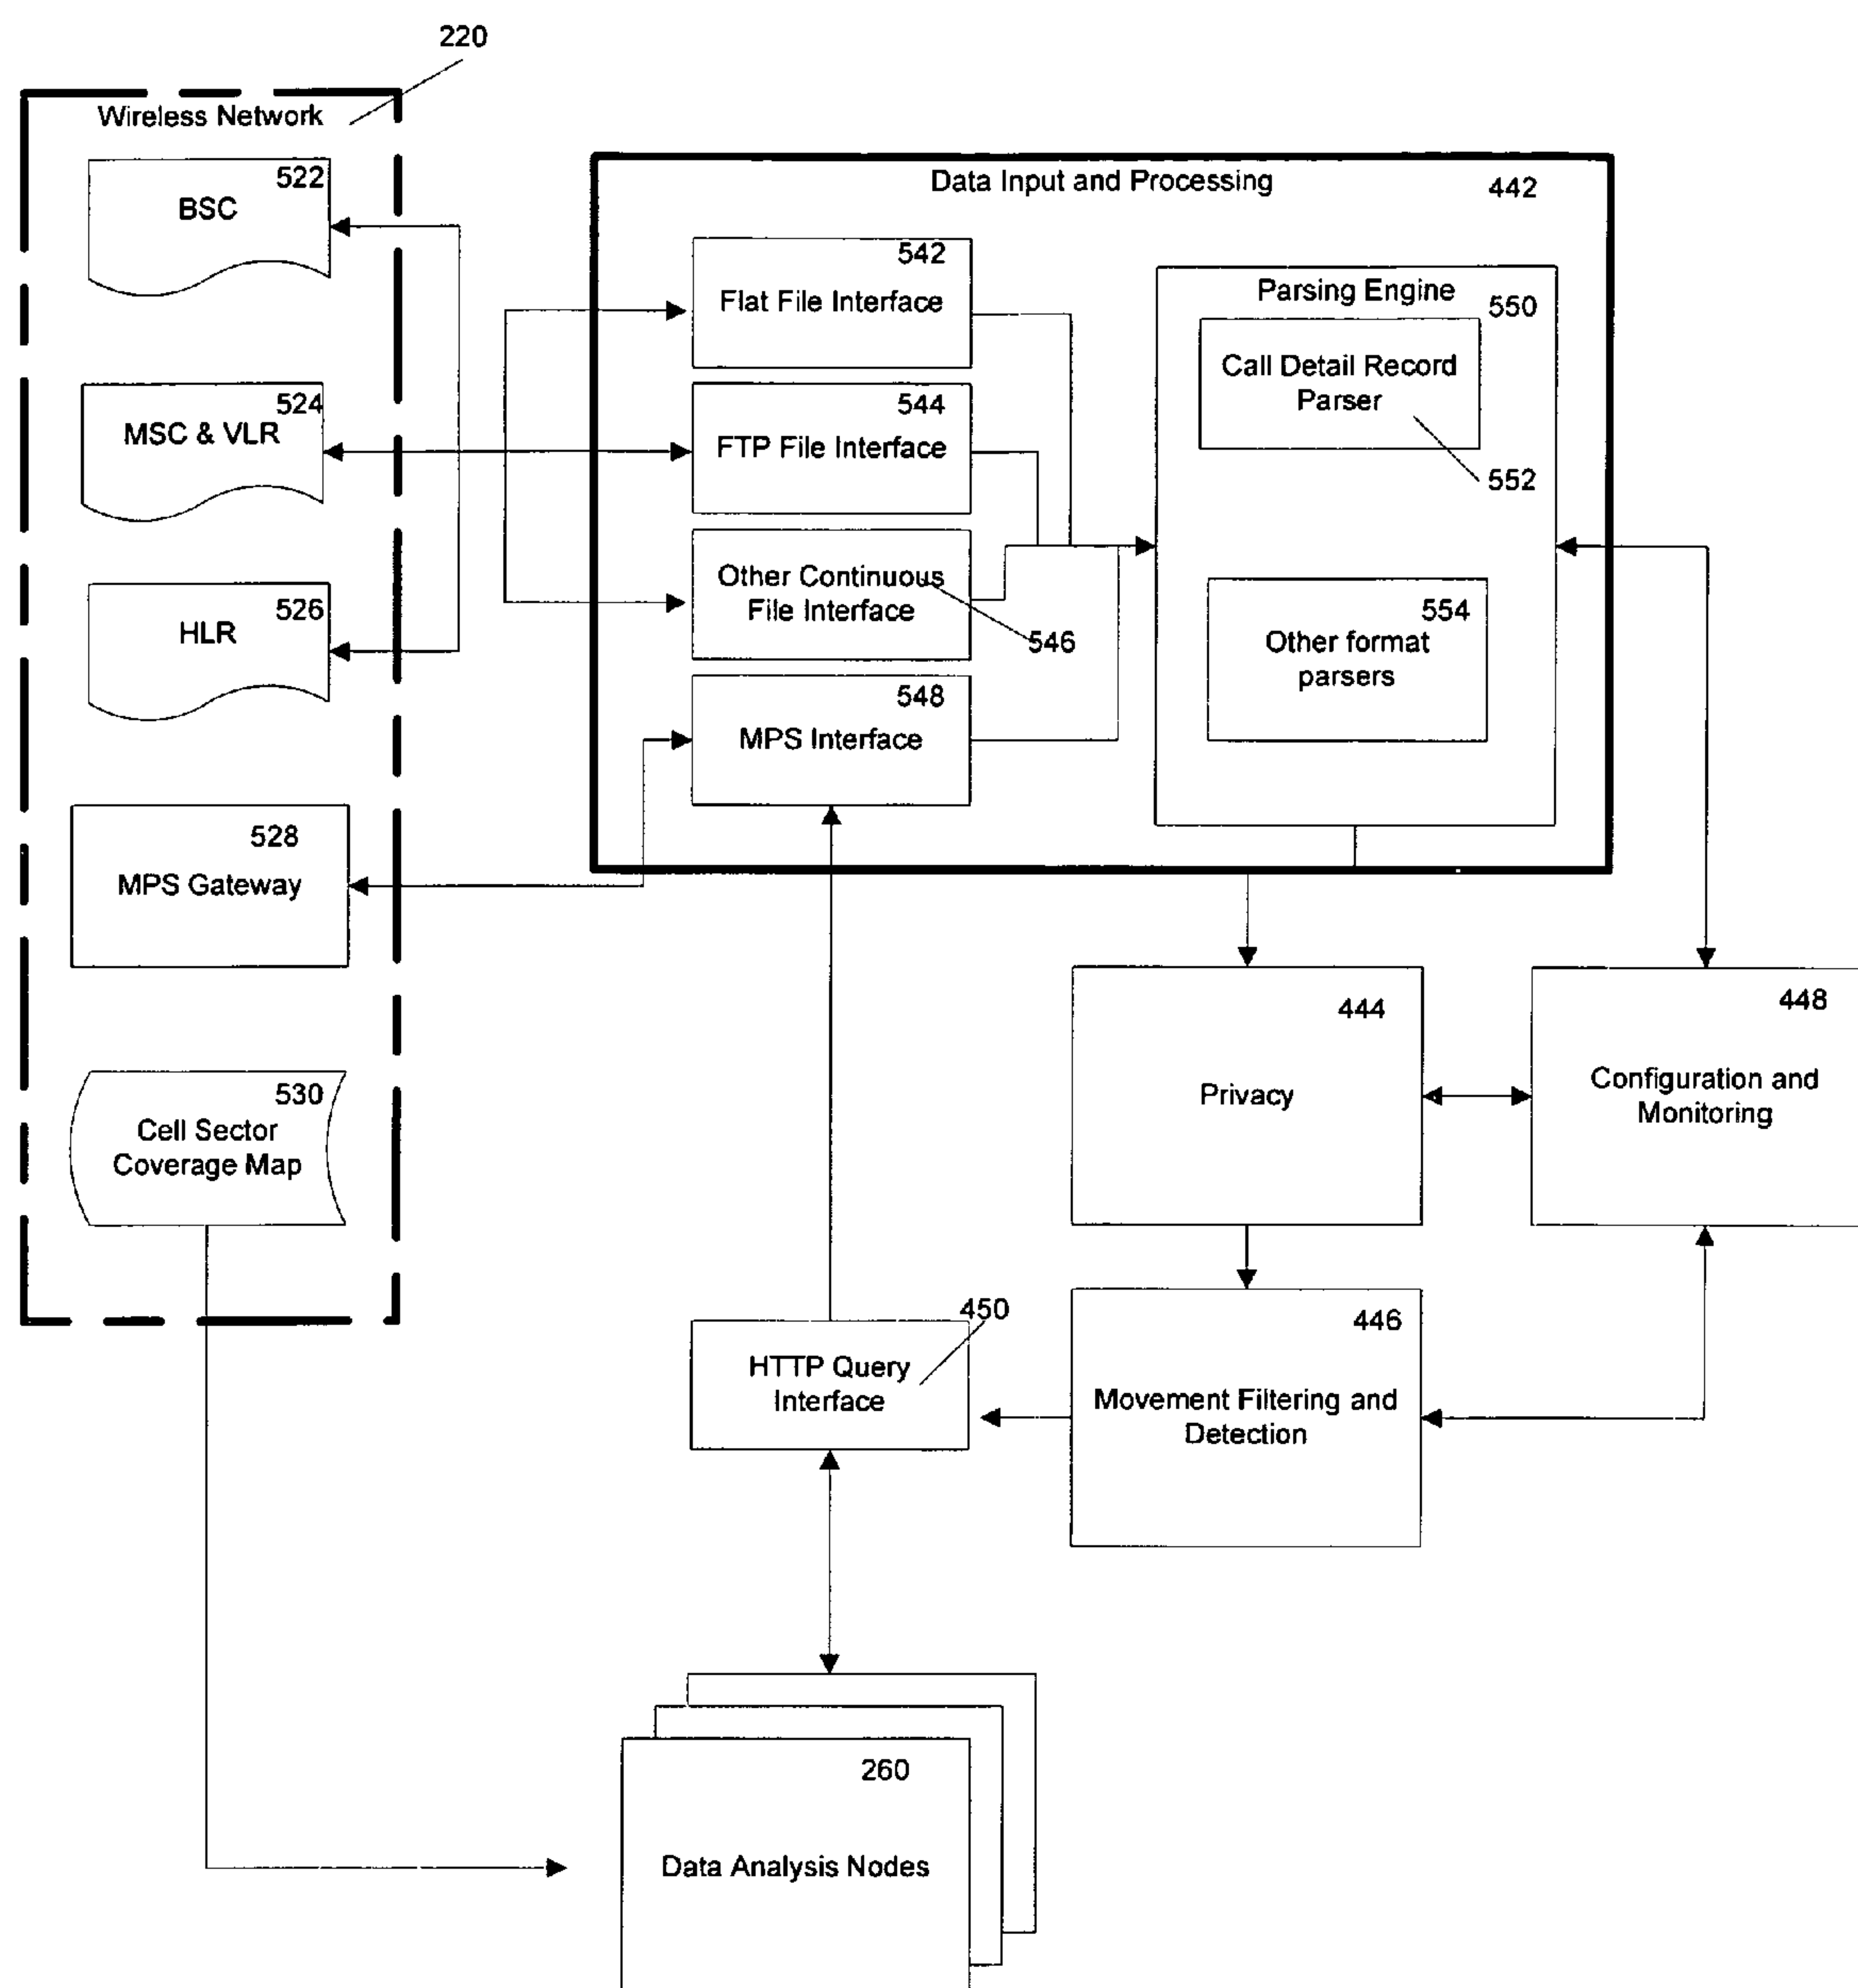 220
Wireless Network
522
BSC
524
MSC & VLR
526
HLR
528
MPS Gateway
530
Cell Sector
Coverage Map
Data Input and Processing
442
542
Flat File Interface
544
FTP File Interface
Other Continuous
File Interface
546
548
MPS Interface
Parsing Engine
550
Call Detail Record
Parser
552
554
Other format
parsers
444
Privacy
448
Configuration and
Monitoring
450
HTTP Query
Interface
446
Movement Filtering and
Detection
260
Data Analysis Nodes